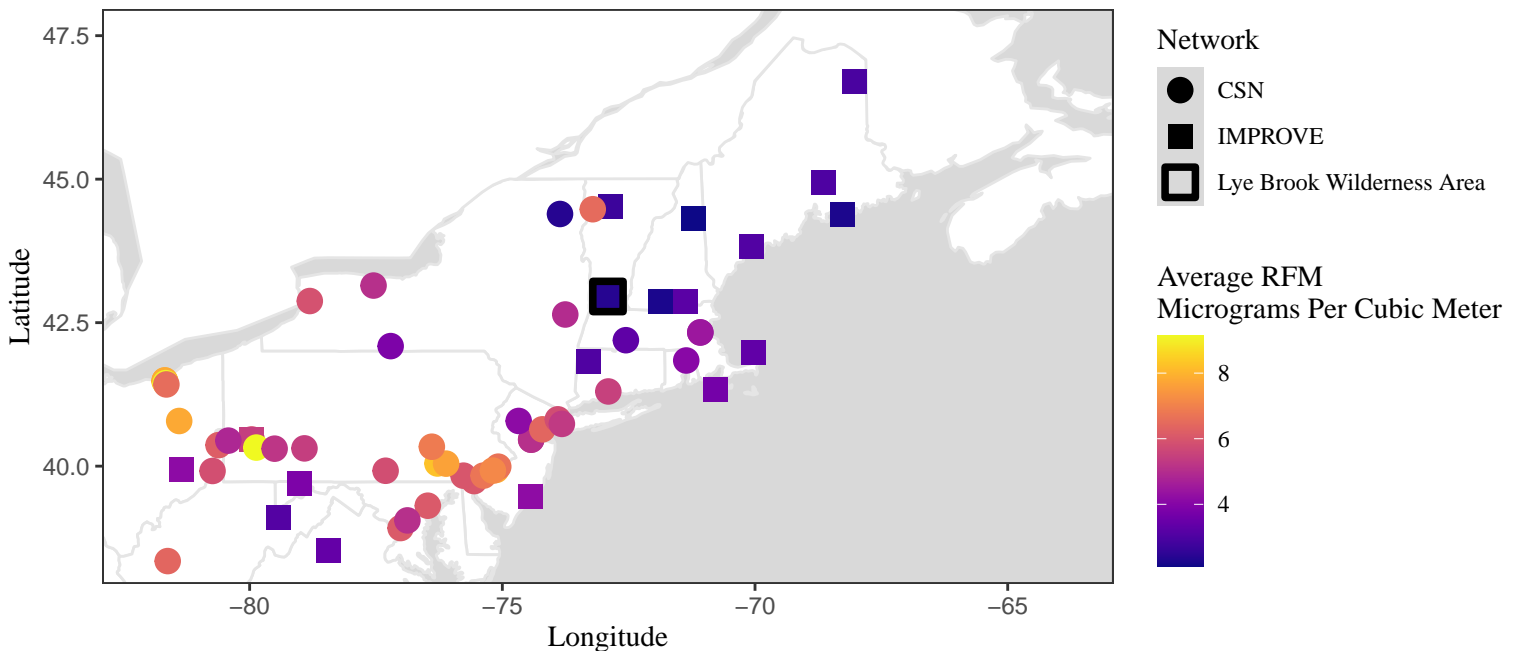 47.5
45.0
42.5
40.0
Latitude
−80
−75
−70
−65
Longitude
Network
CSN
IMPROVE
Lye Brook Wilderness Area
Average RFM
Micrograms Per Cubic Meter
8
6
4